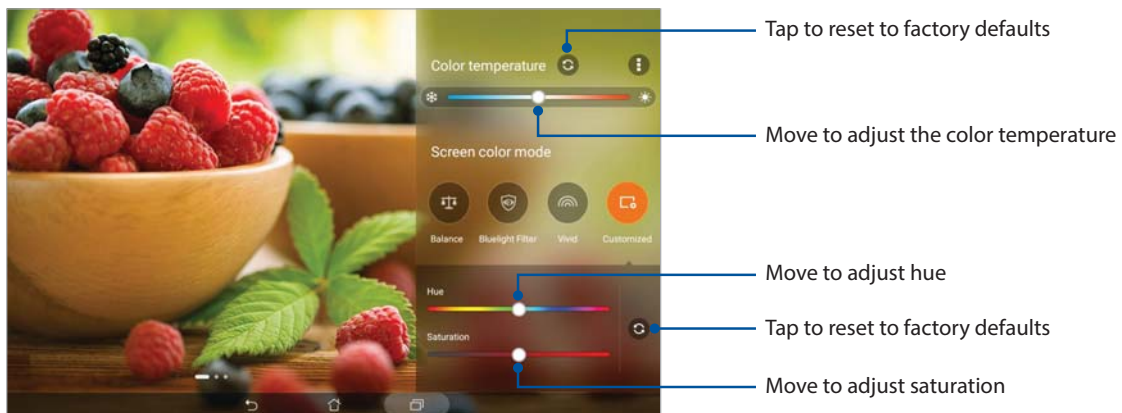 Tap to reset to factory defaults
Color temperature
Move to adjust the color temperature
Screen color mode
Balance
Bluelight Filter
Vivid
Customized
Move to adjust hue
Hue
Tap to reset to factory defaults
Saturation
Move to adjust saturation